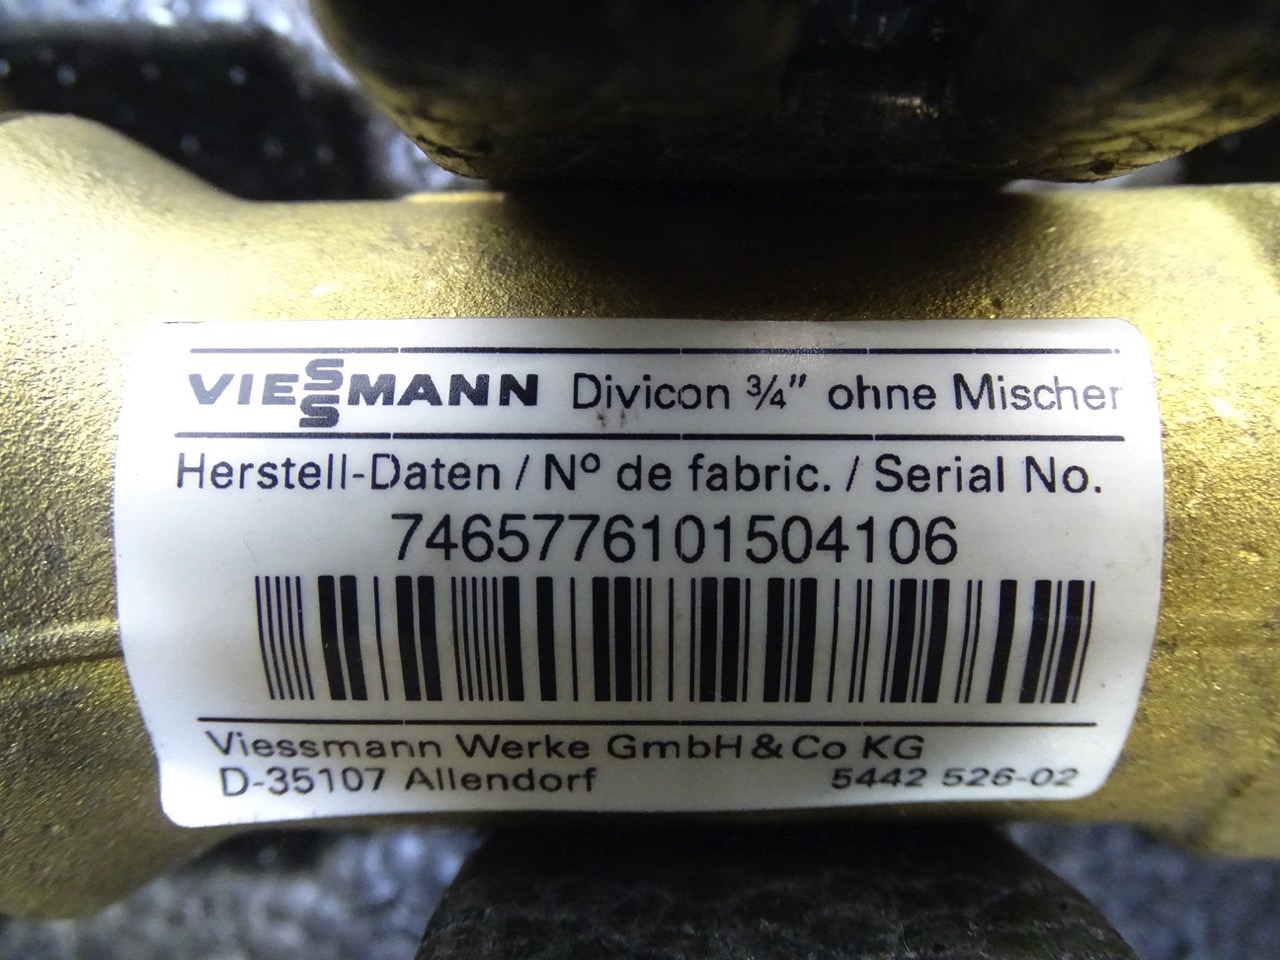 VIESSMANN Divicon ¾" ohne Mischer
Herstell-Daten / Nº de fabric. / Serial No.
7465776101504106
Viessmann Werke GmbH & Co KG
D-35107 Allendorf 5442 526-02